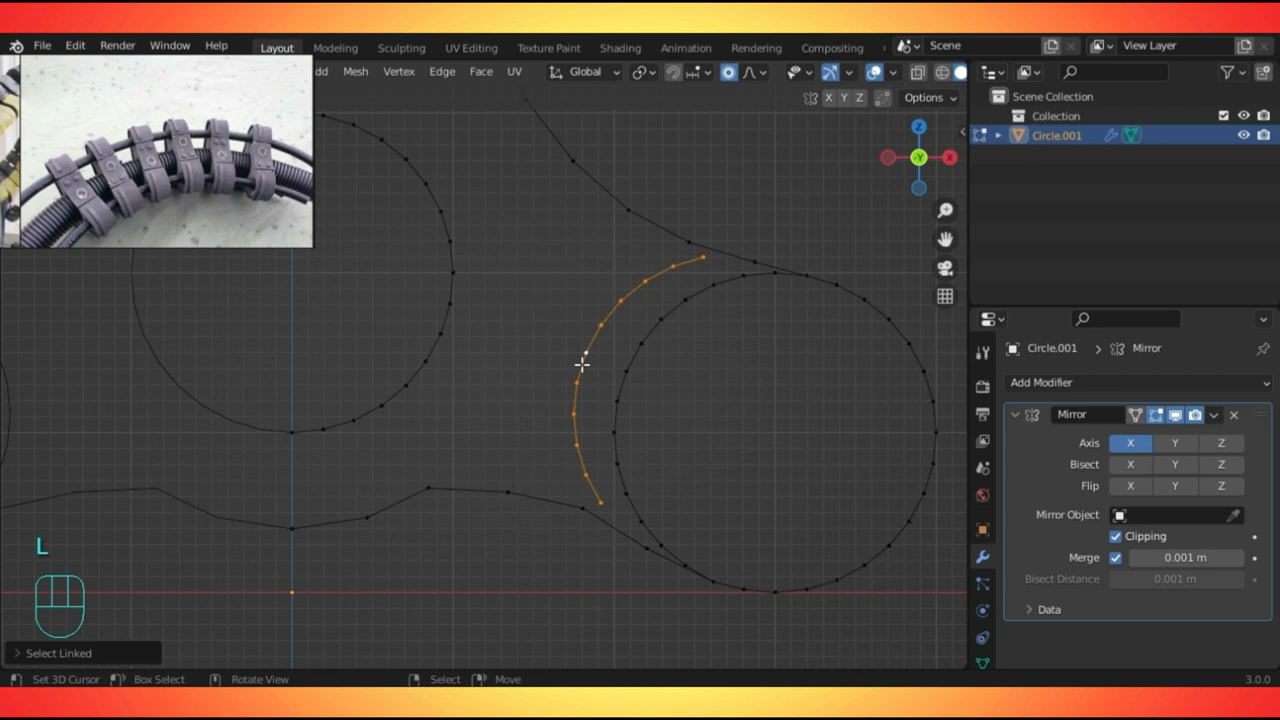 File Edit Render Window Help Layout Modeling Sculpting UV Editing Texture Paint Shading Animation Rendering Compositing Scene View Layer
dd Mesh Vertex Edge Face UV Global
X Y Z Options
Scene Collection
Collection
Circle.001
Z
-Y X
Circle.001 Mirror
Add Modifier
Mirror
Axis X Y Z
Bisect X Y Z
Flip X Y Z
Mirror Object
Clipping
Merge 0.001 m
Bisect Distance 0.001 m
Data
L
Select Linked
Set 3D Cursor Box Select Rotate View Select Move 3.0.0